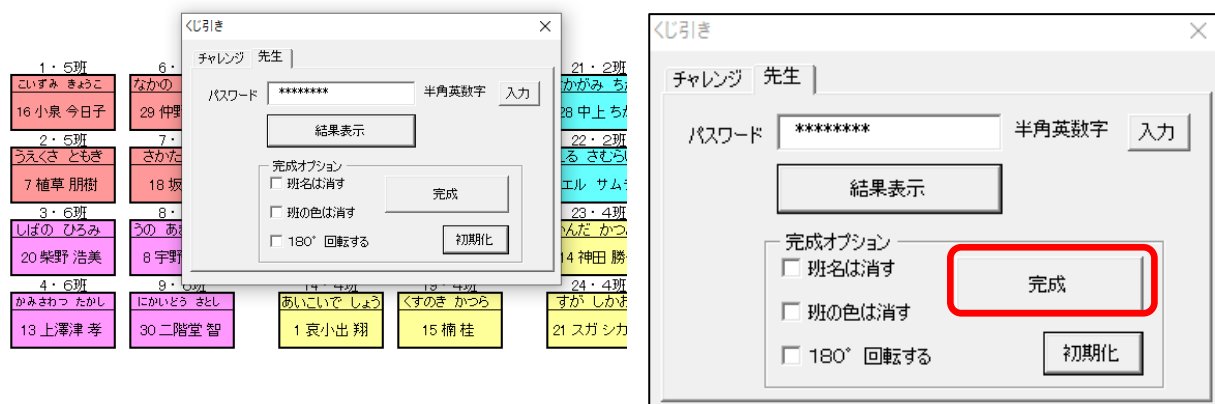 くじ引き
チャレンジ 先生
パスワード ******** 半角英数字 入力
結果表示
完成オプション
班名は消す
完成
班の色は消す
180° 回転する
初期化
1・5班
こいずみ きょうこ
16 小泉 今日子
2・5班
うえくさ ともき
7 植草 朋樹
3・6班
しばの ひろみ
20 柴野 浩美
4・6班
かみさわつ たかし
13 上澤津 孝
6・
なかの
29 仲野
7・
さかた
18 坂
8・
うの
8 宇野
9・6班
にかいどう さとし
30 二階堂 智
14・4班
あいこいで しょう
1 哀小出 翔
19・4班
くすのき かつら
15 楠 桂
21・2班
かがみ
28 中上
22・2班
える さむらい
エル サム
23・4班
んだ かつ
14 神田 勝
24・4班
すが しかお
21 スガ シカ
くじ引き
チャレンジ 先生
パスワード ******** 半角英数字 入力
結果表示
完成オプション
班名は消す
完成
班の色は消す
180° 回転する
初期化